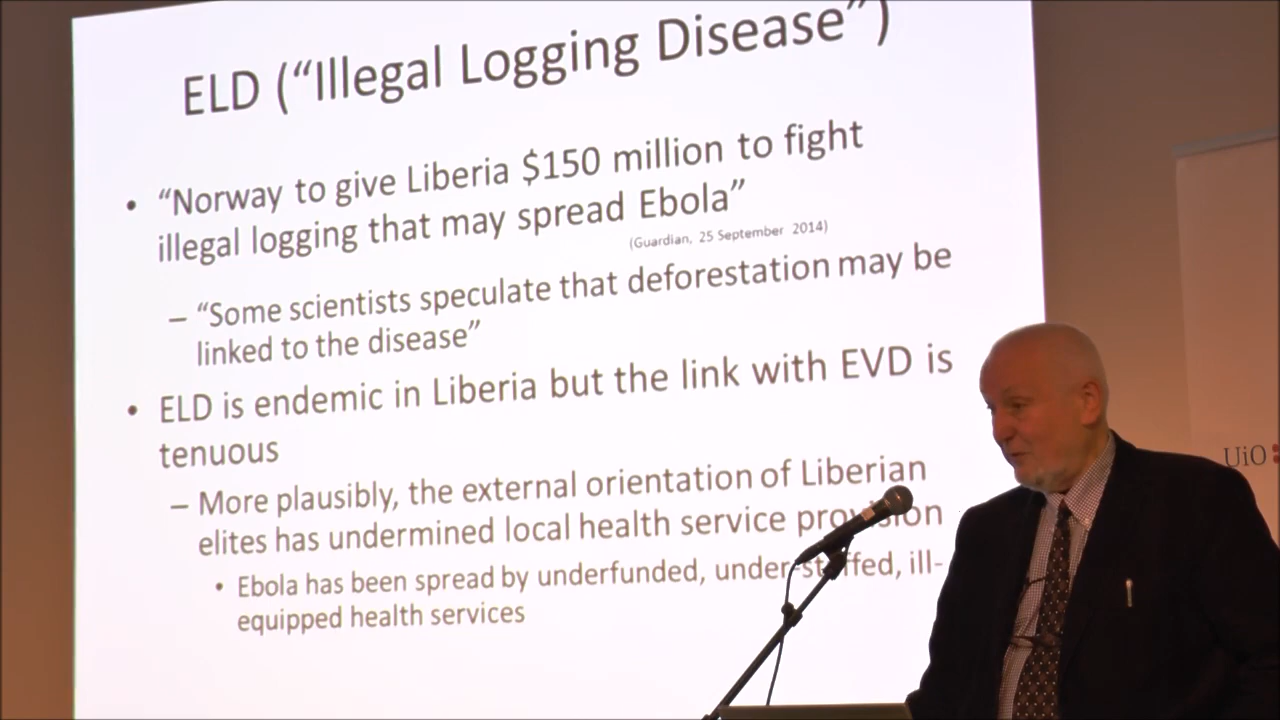 ELD (“Illegal Logging Disease”)
• “Norway to give Liberia $150 million to fight
illegal logging that may spread Ebola”
(Guardian, 25 September 2014)
– “Some scientists speculate that deforestation may be
linked to the disease”
• ELD is endemic in Liberia but the link with EVD is
tenuous
– More plausibly, the external orientation of Liberian
elites has undermined local health service provision
• Ebola has been spread by underfunded, under-staffed, ill-
equipped health services
UiO